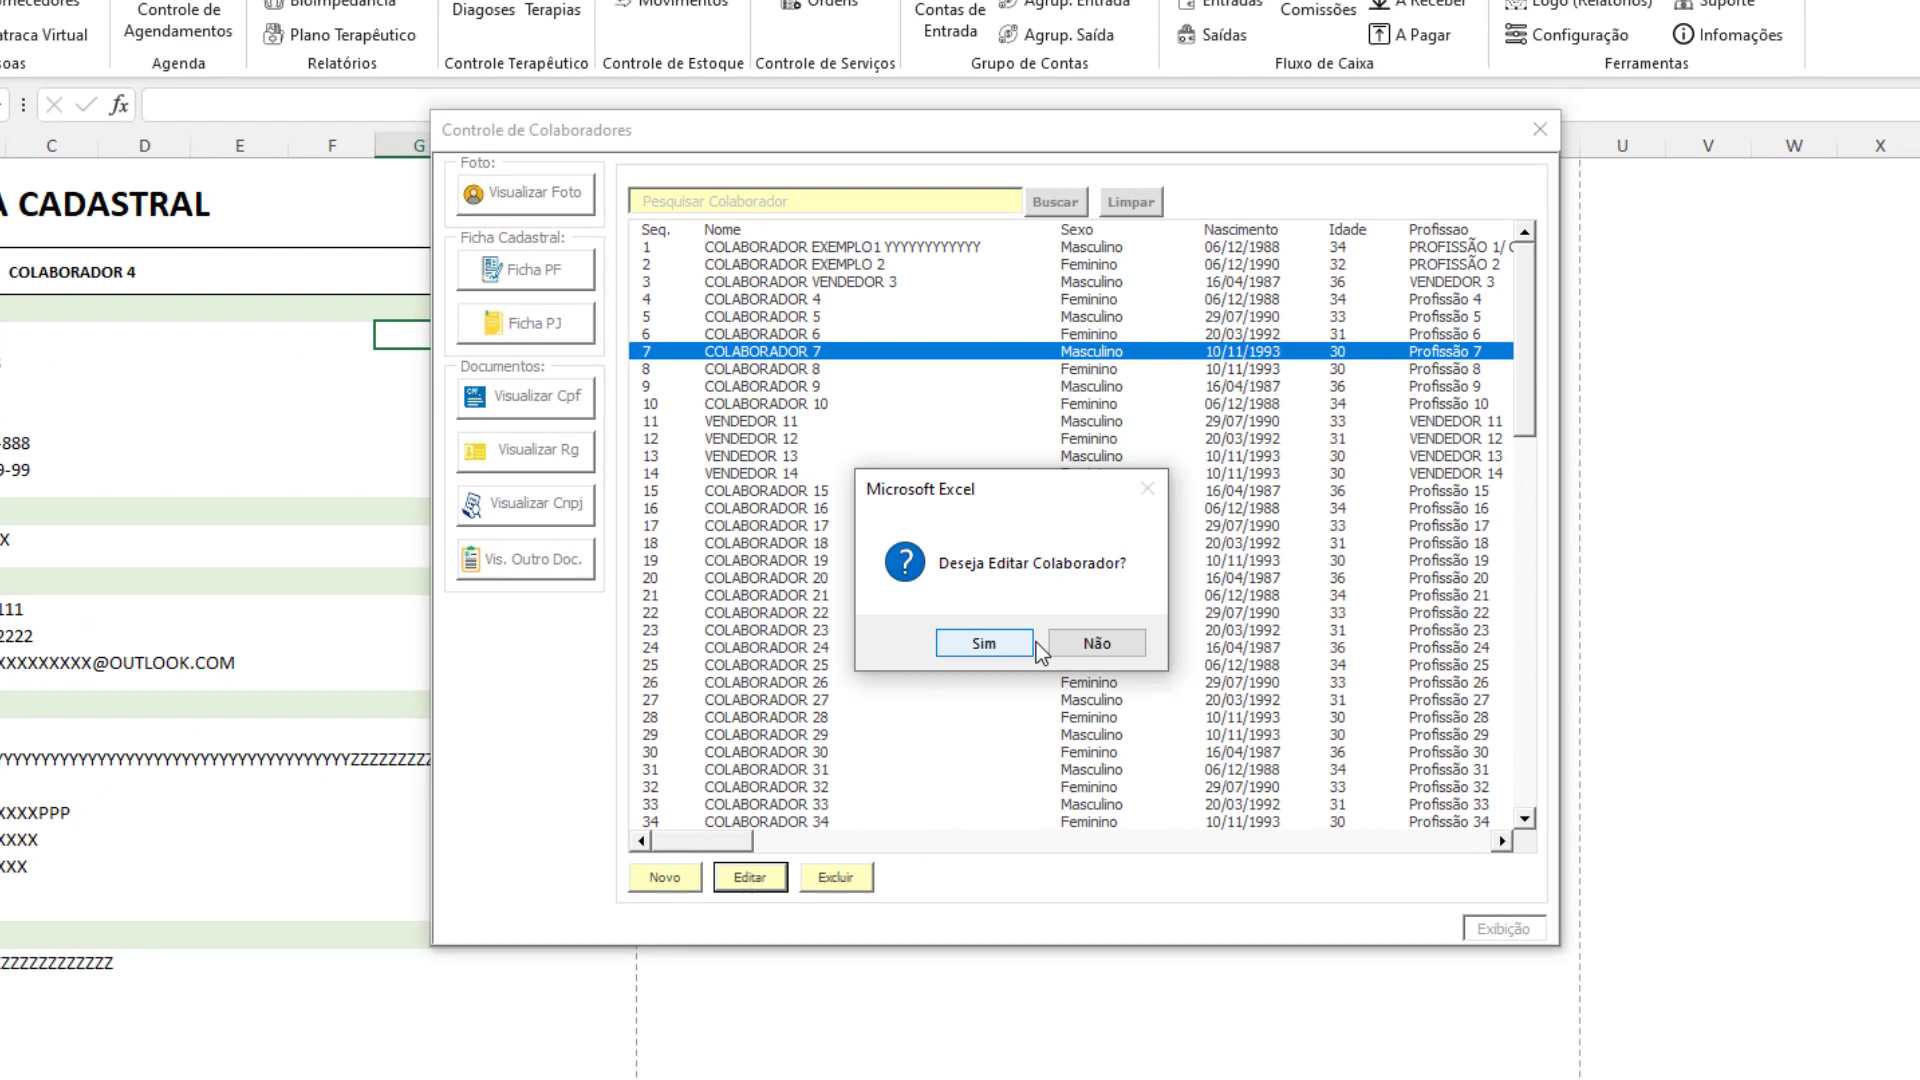 Controle de
Agendamentos
Agenda
Bioimpedância
Plano Terapêutico
Relatórios
Diagoses Terapias
Controle Terapêutico
Movimentos
Controle de Estoque
Ordens
Controle de Serviços
Contas de
Entrada
Agrup. Entrada
Agrup. Saída
Grupo de Contas
Entradas
Saídas
Comissões
A Receber
A Pagar
Fluxo de Caixa
Logo (Relatórios)
Configuração
Suporte
Infomações
Ferramentas
atraca Virtual
fx
C D E F G U V W X
A CADASTRAL
COLABORADOR 4
-888
9-99
X
111
2222
XXXXXXXXX@OUTLOOK.COM
XXXXPPP
XXXX
XXX
Controle de Colaboradores
Foto:
Visualizar Foto
Ficha Cadastral:
Ficha PF
Ficha PJ
Documentos:
Visualizar Cpf
Visualizar Rg
Visualizar Cnpj
Vis. Outro Doc.
Pesquisar Colaborador
Buscar
Limpar
Seq. Nome Sexo Nascimento Idade Profissao
1 COLABORADOR EXEMPLO1 YYYYYYYYYYYY Masculino 06/12/1988 34 PROFISSÃO 1/
2 COLABORADOR EXEMPLO 2 Feminino 06/12/1990 32 PROFISSÃO 2
3 COLABORADOR VENDEDOR 3 Masculino 16/04/1987 36 VENDEDOR 3
4 COLABORADOR 4 Feminino 06/12/1988 34 Profissão 4
5 COLABORADOR 5 Masculino 29/07/1990 33 Profissão 5
6 COLABORADOR 6 Feminino 20/03/1992 31 Profissão 6
7 COLABORADOR 7 Masculino 10/11/1993 30 Profissão 7
8 COLABORADOR 8 Feminino 10/11/1993 30 Profissão 8
9 COLABORADOR 9 Masculino 16/04/1987 36 Profissão 9
10 COLABORADOR 10 Feminino 06/12/1988 34 Profissão 10
11 VENDEDOR 11 Masculino 29/07/1990 33 VENDEDOR 11
12 VENDEDOR 12 Feminino 20/03/1992 31 VENDEDOR 12
13 VENDEDOR 13 Masculino 10/11/1993 30 VENDEDOR 13
14 VENDEDOR 14 10/11/1993 30 VENDEDOR 14
15 COLABORADOR 15 16/04/1987 36 Profissão 15
16 COLABORADOR 16 06/12/1988 34 Profissão 16
17 COLABORADOR 17 29/07/1990 33 Profissão 17
18 COLABORADOR 18 20/03/1992 31 Profissão 18
19 COLABORADOR 19 10/11/1993 30 Profissão 19
20 COLABORADOR 20 16/04/1987 36 Profissão 20
21 COLABORADOR 21 06/12/1988 34 Profissão 21
22 COLABORADOR 22 29/07/1990 33 Profissão 22
23 COLABORADOR 23 20/03/1992 31 Profissão 23
24 COLABORADOR 24 16/04/1987 36 Profissão 24
25 COLABORADOR 25 06/12/1988 34 Profissão 25
26 COLABORADOR 26 Feminino 29/07/1990 33 Profissão 26
27 COLABORADOR 27 Masculino 20/03/1992 31 Profissão 27
28 COLABORADOR 28 Feminino 10/11/1993 30 Profissão 28
29 COLABORADOR 29 Masculino 10/11/1993 30 Profissão 29
30 COLABORADOR 30 Feminino 16/04/1987 36 Profissão 30
31 COLABORADOR 31 Masculino 06/12/1988 34 Profissão 31
32 COLABORADOR 32 Feminino 29/07/1990 33 Profissão 32
33 COLABORADOR 33 Masculino 20/03/1992 31 Profissão 33
34 COLABORADOR 34 Feminino 10/11/1993 30 Profissão 34
Microsoft Excel
Deseja Editar Colaborador?
Sim
Não
Novo
Editar
Excluir
Exibição